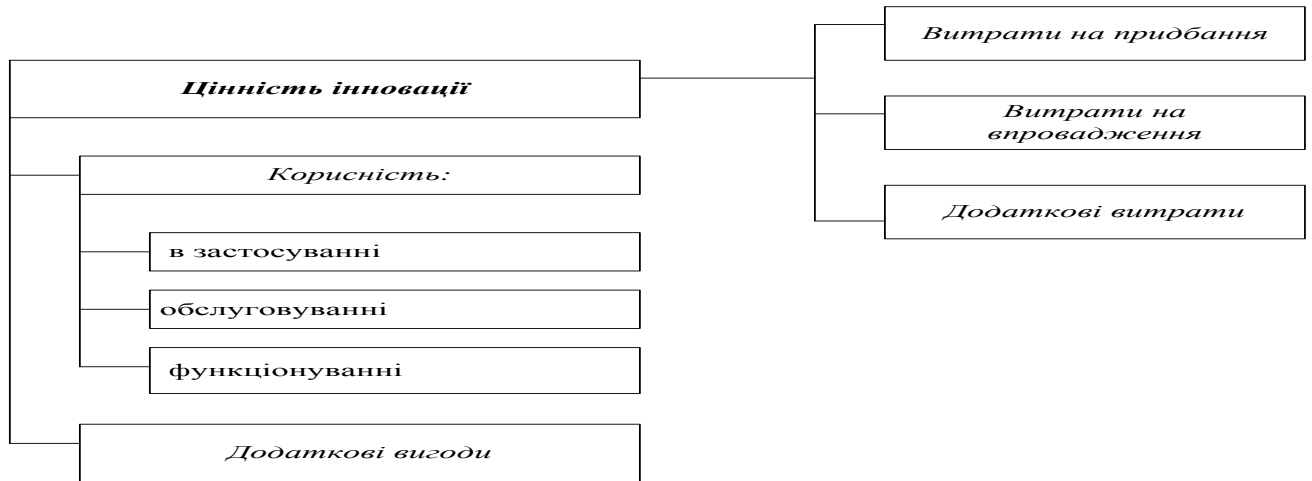 Цінність інновації
Корисність:
в застосуванні
обслуговуванні
функціонуванні
Додаткові вигоди
Витрати на придбання
Витрати на
впровадження
Додаткові витрати